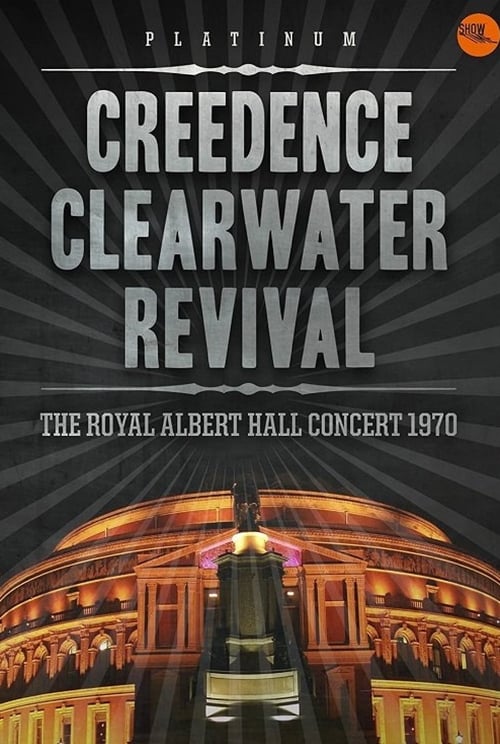 PLATINUM
SHOW
CREEDENCE
CLEARWATER
REVIVAL
THE ROYAL ALBERT HALL CONCERT 1970